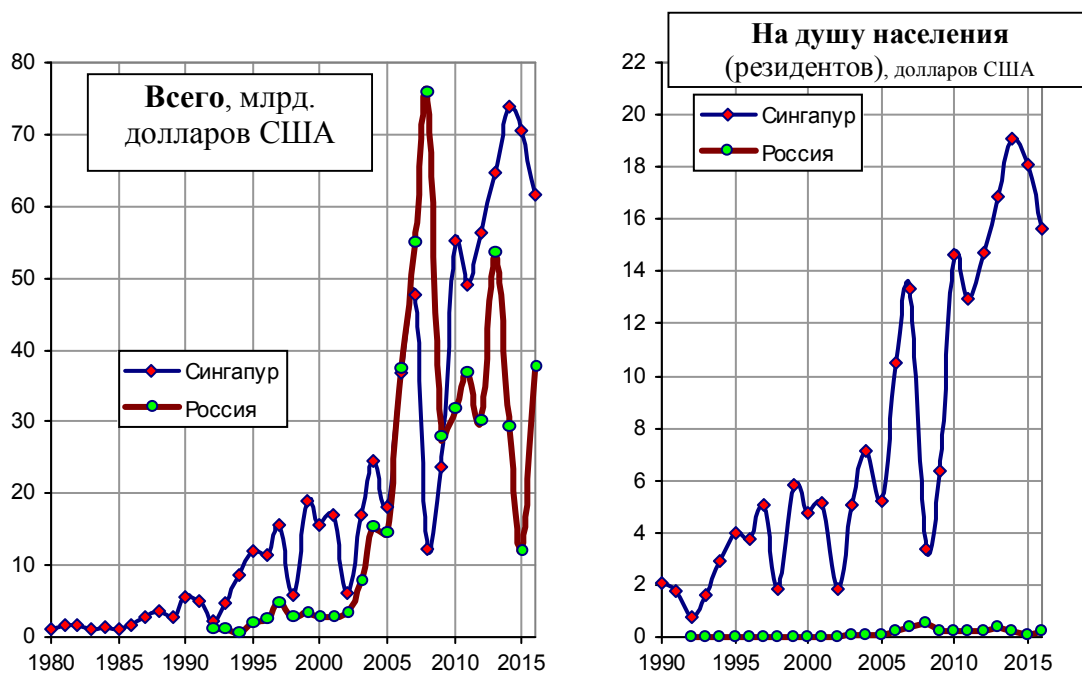 Всего, млрд.
долларов США
80
70
60
50
40
30
20
10
0
Сингапур
Россия
1980 1985 1990 1995 2000 2005 2010 2015
На душу населения
(резидентов), долларов США
22
20
18
16
14
12
10
8
6
4
2
0
Сингапур
Россия
1990 1995 2000 2005 2010 2015